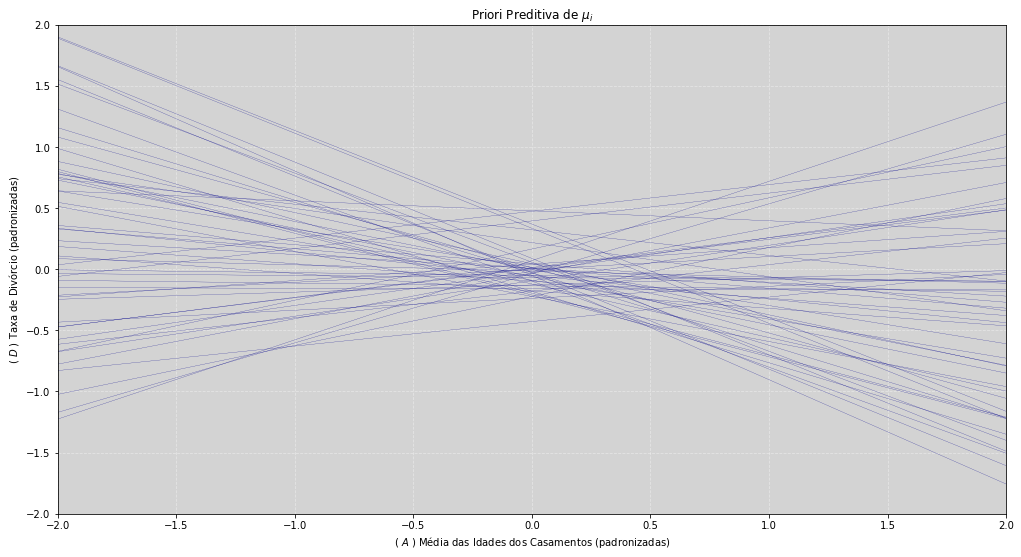 Priori Preditiva de μi
2.0
1.5
1.0
0.5
0.0
−0.5
−1.0
−1.5
−2.0
( D ) Taxa de Divórcio (padronizadas)
−2.0 −1.5 −1.0 −0.5 0.0 0.5 1.0 1.5 2.0
( A ) Média das Idades dos Casamentos (padronizadas)